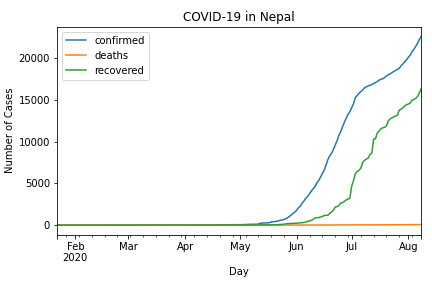 COVID-19 in Nepal
confirmed
deaths
recovered
Number of Cases
20000
15000
10000
5000
0
Feb Mar Apr May Jun Jul Aug
2020
Day